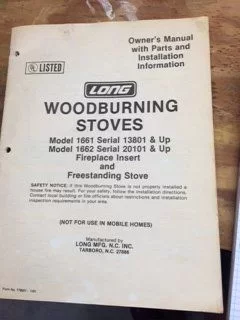 Owner's Manual
with Parts and
Installation
Information
UL LISTED
LONG
WOODBURNING
STOVES
Model 1661 Serial 13801 & Up
Model 1662 Serial 20101 & Up
Fireplace Insert
and
Freestanding Stove
SAFETY NOTICE: If this Woodburning Stove is not properly installed a
house fire may result. For your safety, follow the installation directions.
Contact local building or fire officials about restrictions and installation
inspection requirements in your area.
(NOT FOR USE IN MOBILE HOMES)
Manufactured by
LONG MFG. N.C. INC.
TARBORO, N.C. 27886
Form No.